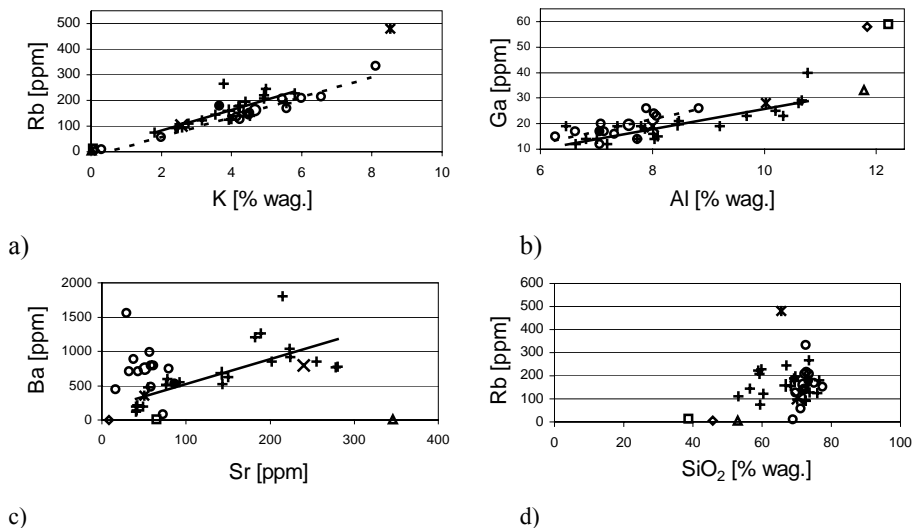 500
400
300
200
100
0
Rb [ppm]
0 2 4 6 8 10
K [% wag.]
a)
60
50
40
30
20
10
0
Ga [ppm]
6 8 10 12
Al [% wag.]
b)
2000
1500
1000
500
0
Ba [ppm]
0 100 200 300 400
Sr [ppm]
c)
600
500
400
300
200
100
0
Rb [ppm]
0 20 40 60 80 100
SiO₂ [% wag.]
d)